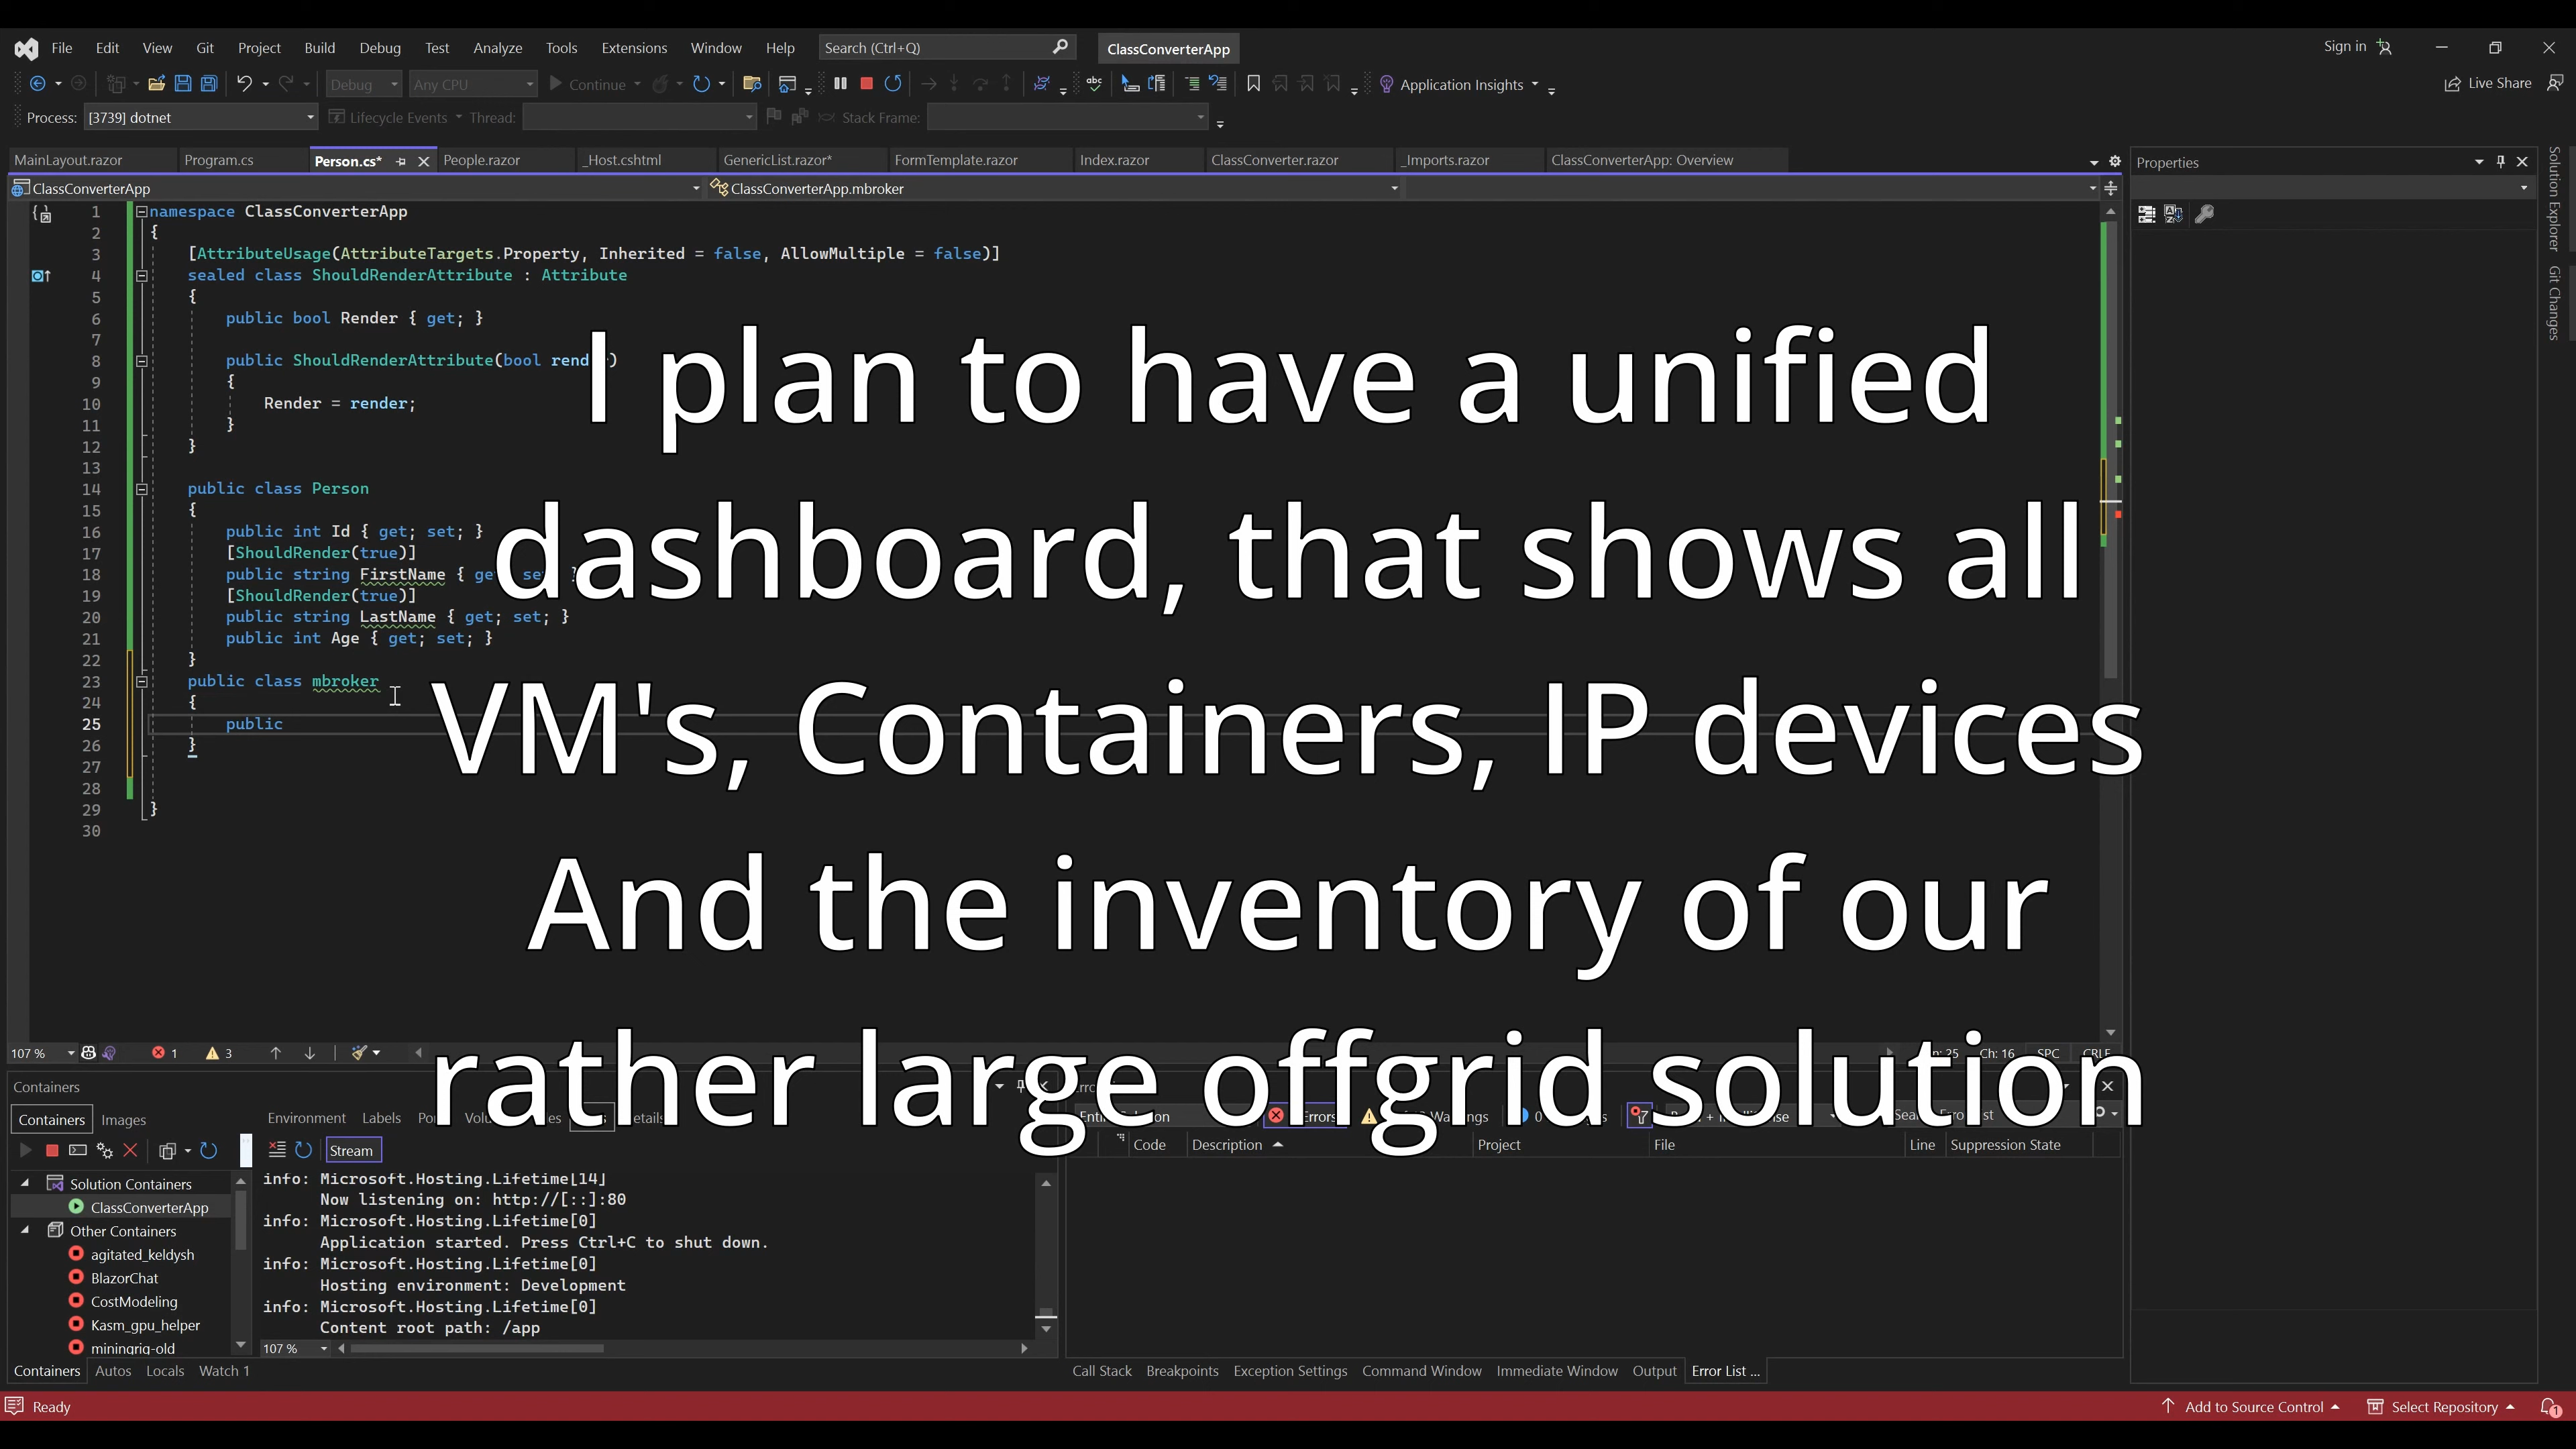 File Edit View Git Project Build Debug Test Analyze Tools Extensions Window Help Search (Ctrl+Q) ClassConverterApp Sign in
Debug Any CPU Continue Application Insights Live Share
Process: [3739] dotnet Lifecycle Events Thread: Stack Frame:
MainLayout.razor Program.cs Person.cs* People.razor _Host.cshtml GenericList.razor* FormTemplate.razor Index.razor ClassConverter.razor _Imports.razor ClassConverterApp: Overview
Properties
Solution Explorer
Git Changes
ClassConverterApp ClassConverterApp.mbroker
1 namespace ClassConverterApp
2 {
3 [AttributeUsage(AttributeTargets.Property, Inherited = false, AllowMultiple = false)]
4 sealed class ShouldRenderAttribute : Attribute
5 {
6 public bool Render { get; }
7
8 public ShouldRenderAttribute(bool rend )
9 {
10 Render = render;
11 }
12 }
13
14 public class Person
15 {
16 public int Id { get; set; }
17 [ShouldRender(true)]
18 public string FirstName { ge se }
19 [ShouldRender(true)]
20 public string LastName { get; set; }
21 public int Age { get; set; }
22 }
23 public class mbroker
24 {
25 public
26 }
27
28
29 }
30
I plan to have a unified
dashboard, that shows all
VM's, Containers, IP devices
And the inventory of our
rather large offgrid solution
107 % 1 3 Ch: 16 SPC CRLF
Containers
Containers Images
Environment Labels
Stream
Solution Containers
ClassConverterApp
Other Containers
agitated_keldysh
BlazorChat
CostModeling
Kasm_gpu_helper
miningrig-old
info: Microsoft.Hosting.Lifetime[14]
Now listening on: http://[::]:80
info: Microsoft.Hosting.Lifetime[0]
Application started. Press Ctrl+C to shut down.
info: Microsoft.Hosting.Lifetime[0]
Hosting environment: Development
info: Microsoft.Hosting.Lifetime[0]
Content root path: /app
107 %
Errors Warnings
Code Description Project File Line Suppression State
Containers Autos Locals Watch 1
Call Stack Breakpoints Exception Settings Command Window Immediate Window Output Error List ...
Ready Add to Source Control Select Repository 1